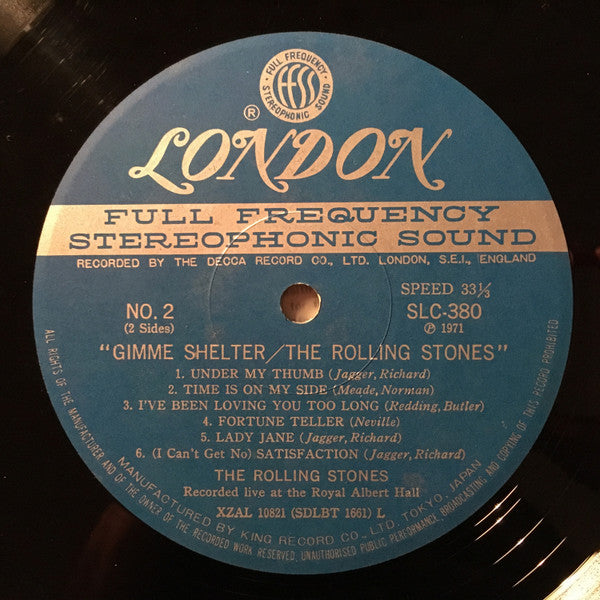 FULL FREQUENCY
ffss
STEREOPHONIC SOUND
®
LONDON
FULL FREQUENCY
STEREOPHONIC SOUND
RECORDED BY THE DECCA RECORD CO., LTD. LONDON, S.E.I., ENGLAND
NO. 2
(2 Sides)
SPEED 33⅓
SLC-380
Ⓟ 1971
"GIMME SHELTER/THE ROLLING STONES"
1. UNDER MY THUMB (Jagger, Richard)
2. TIME IS ON MY SIDE (Meade, Norman)
3. I'VE BEEN LOVING YOU TOO LONG (Redding, Butler)
4. FORTUNE TELLER (Neville)
5. LADY JANE (Jagger, Richard)
6. (I Can't Get No) SATISFACTION (Jagger, Richard)
THE ROLLING STONES
Recorded live at the Royal Albert Hall
XZAL 10821 (SDLBT 1661) L
MANUFACTURED BY KING RECORD CO., LTD. TOKYO, JAPAN
ALL RIGHTS OF THE MANUFACTURER AND OF THE OWNER OF THE RECORDED WORK RESERVED. UNAUTHORISED PUBLIC PERFORMANCE, BROADCASTING AND COPYING OF THIS RECORD PROHIBITED